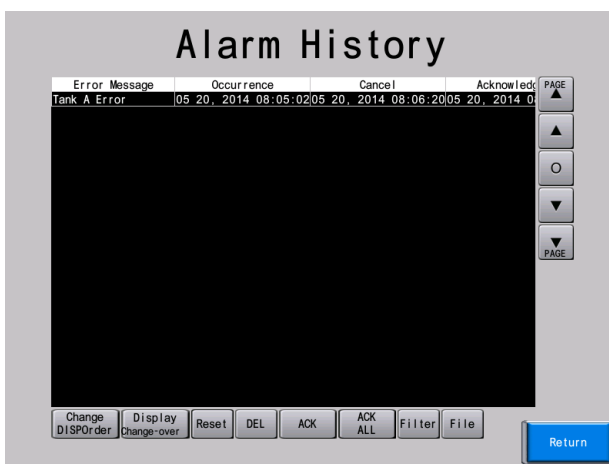 Alarm History
Error Message Occurrence Cancel Acknowledg
Tank A Error 05 20, 2014 08:05:02 05 20, 2014 08:06:20 05 20, 2014 0
PAGE
O
PAGE
Change
DISPOrder
Display
Change-over
Reset
DEL
ACK
ACK
ALL
Filter
File
Return